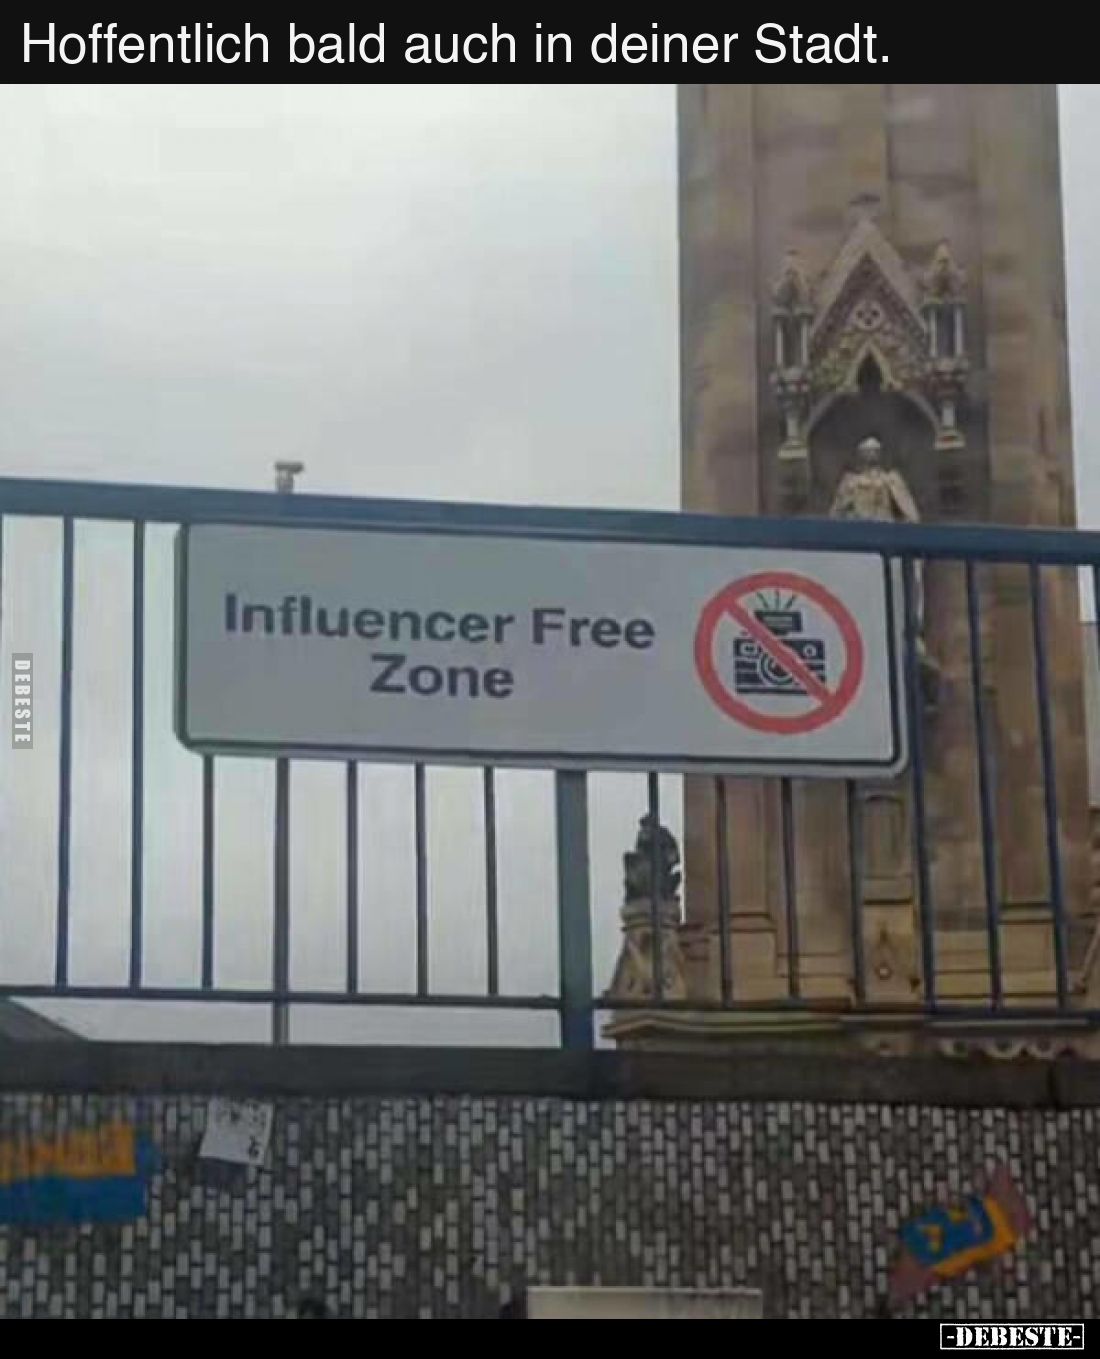 Hoffentlich bald auch in deiner Stadt.
Influencer Free
Zone
DEBESTE
-DEBESTE-